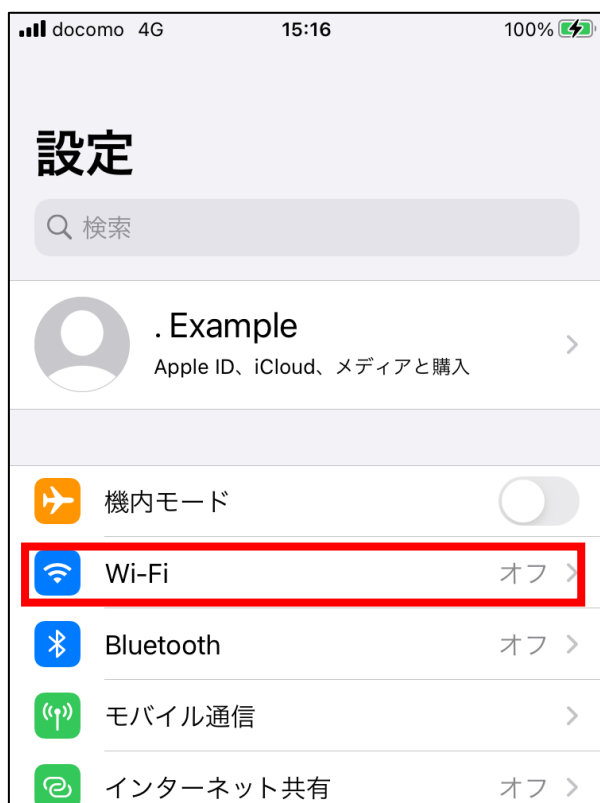 docomo 4G 15:16 100%
設定
検索
. Example
Apple ID、iCloud、メディアと購入
機内モード
Wi-Fi オフ
Bluetooth オフ
モバイル通信
インターネット共有 オフ